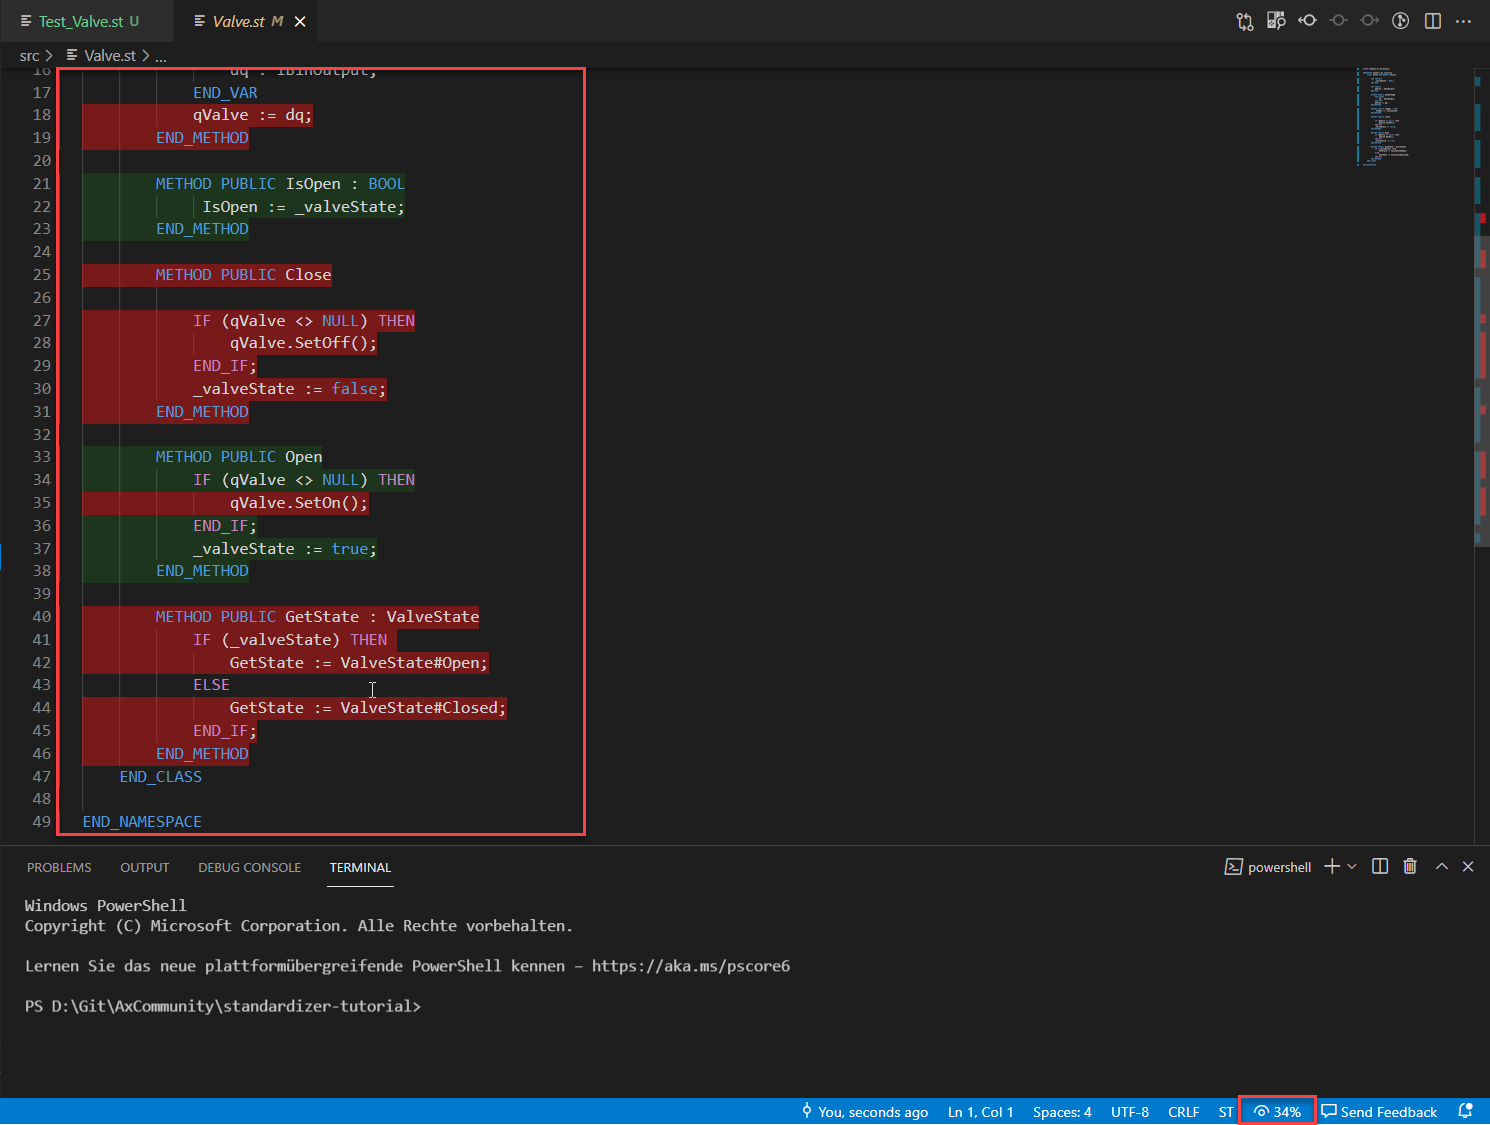 Test_Valve.st U
Valve.st M
src > Valve.st > ...
16 dq : IBinOutput;
17 END_VAR
18 qValve := dq;
19 END_METHOD
20
21 METHOD PUBLIC IsOpen : BOOL
22 IsOpen := _valveState;
23 END_METHOD
24
25 METHOD PUBLIC Close
26
27 IF (qValve <> NULL) THEN
28 qValve.SetOff();
29 END_IF;
30 _valveState := false;
31 END_METHOD
32
33 METHOD PUBLIC Open
34 IF (qValve <> NULL) THEN
35 qValve.SetOn();
36 END_IF;
37 _valveState := true;
38 END_METHOD
39
40 METHOD PUBLIC GetState : ValveState
41 IF (_valveState) THEN
42 GetState := ValveState#Open;
43 ELSE
44 GetState := ValveState#Closed;
45 END_IF;
46 END_METHOD
47 END_CLASS
48
49 END_NAMESPACE
PROBLEMS OUTPUT DEBUG CONSOLE TERMINAL
powershell
Windows PowerShell
Copyright (C) Microsoft Corporation. Alle Rechte vorbehalten.
Lernen Sie das neue plattformübergreifende PowerShell kennen – https://aka.ms/pscore6
PS D:\Git\AxCommunity\standardizer-tutorial>
You, seconds ago Ln 1, Col 1 Spaces: 4 UTF-8 CRLF ST 34% Send Feedback